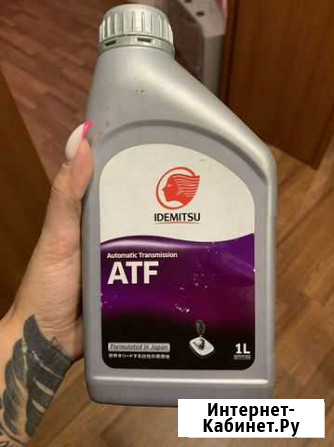 IDEMITSU
Automatic Transmission
ATF
Formulated in Japan
1L
Интернет-
Кабинет.Ру